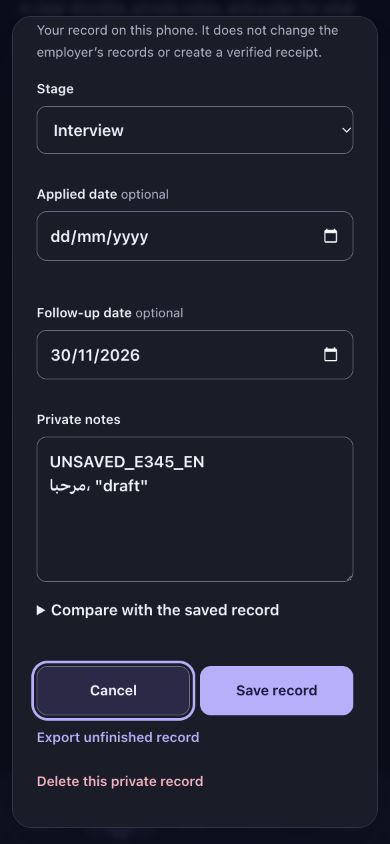 Your record on this phone. It does not change the
employer’s records or create a verified receipt.
Stage
Interview
Applied date optional
dd/mm/yyyy
Follow-up date optional
30/11/2026
Private notes
UNSAVED_E345_EN
مرحبا، "draft"
Compare with the saved record
Cancel
Save record
Export unfinished record
Delete this private record